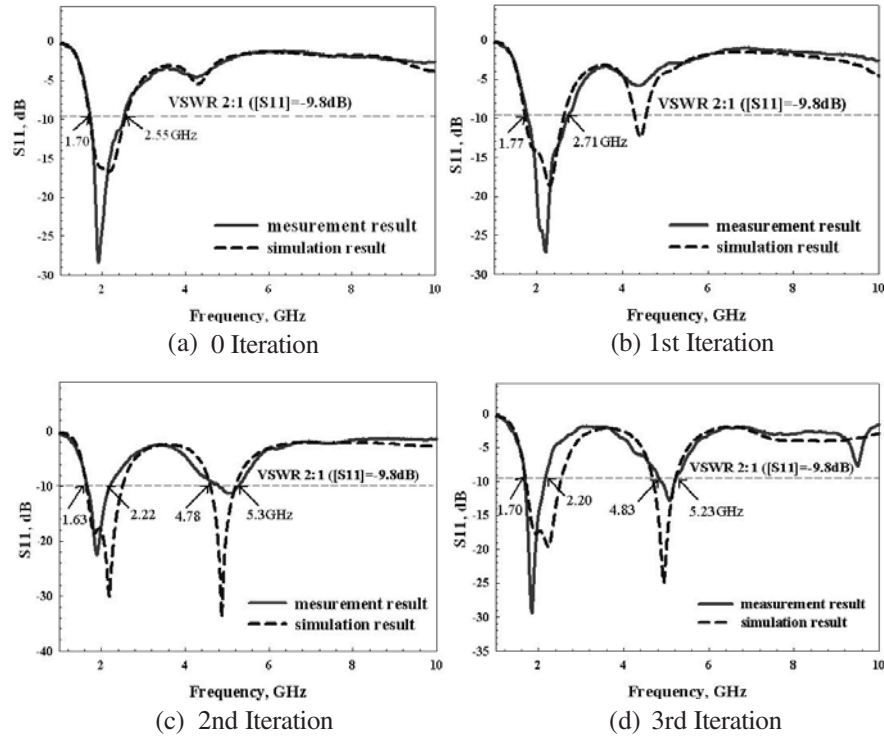 0
-5
-10
-15
-20
-25
-30
S11, dB
VSWR 2:1 ([S11]=-9.8dB)
1.70
2.55GHz
mesurement result
simulation result
2
4
6
8
10
Frequency, GHz
(a) 0 Iteration
0
-5
-10
-15
-20
-25
-30
S11, dB
VSWR 2:1 ([S11]=-9.8dB)
1.77
2.71GHz
measurement result
simulation result
2
4
6
8
10
Frequency, GHz
(b) 1st Iteration
0
-10
-20
-30
-40
S11, dB
VSWR 2:1 ([S11]=-9.8dB)
1.63
2.22
4.78
5.3GHz
mesurement result
simulation result
2
4
6
8
10
Frequency, GHz
(c) 2nd Iteration
0
-5
-10
-15
-20
-25
-30
-35
S11, dB
VSWR 2:1 ([S11]=-9.8dB)
1.70
2.20
4.83
5.23GHz
measurement result
simulation result
2
4
6
8
10
Frequency, GHz
(d) 3rd Iteration